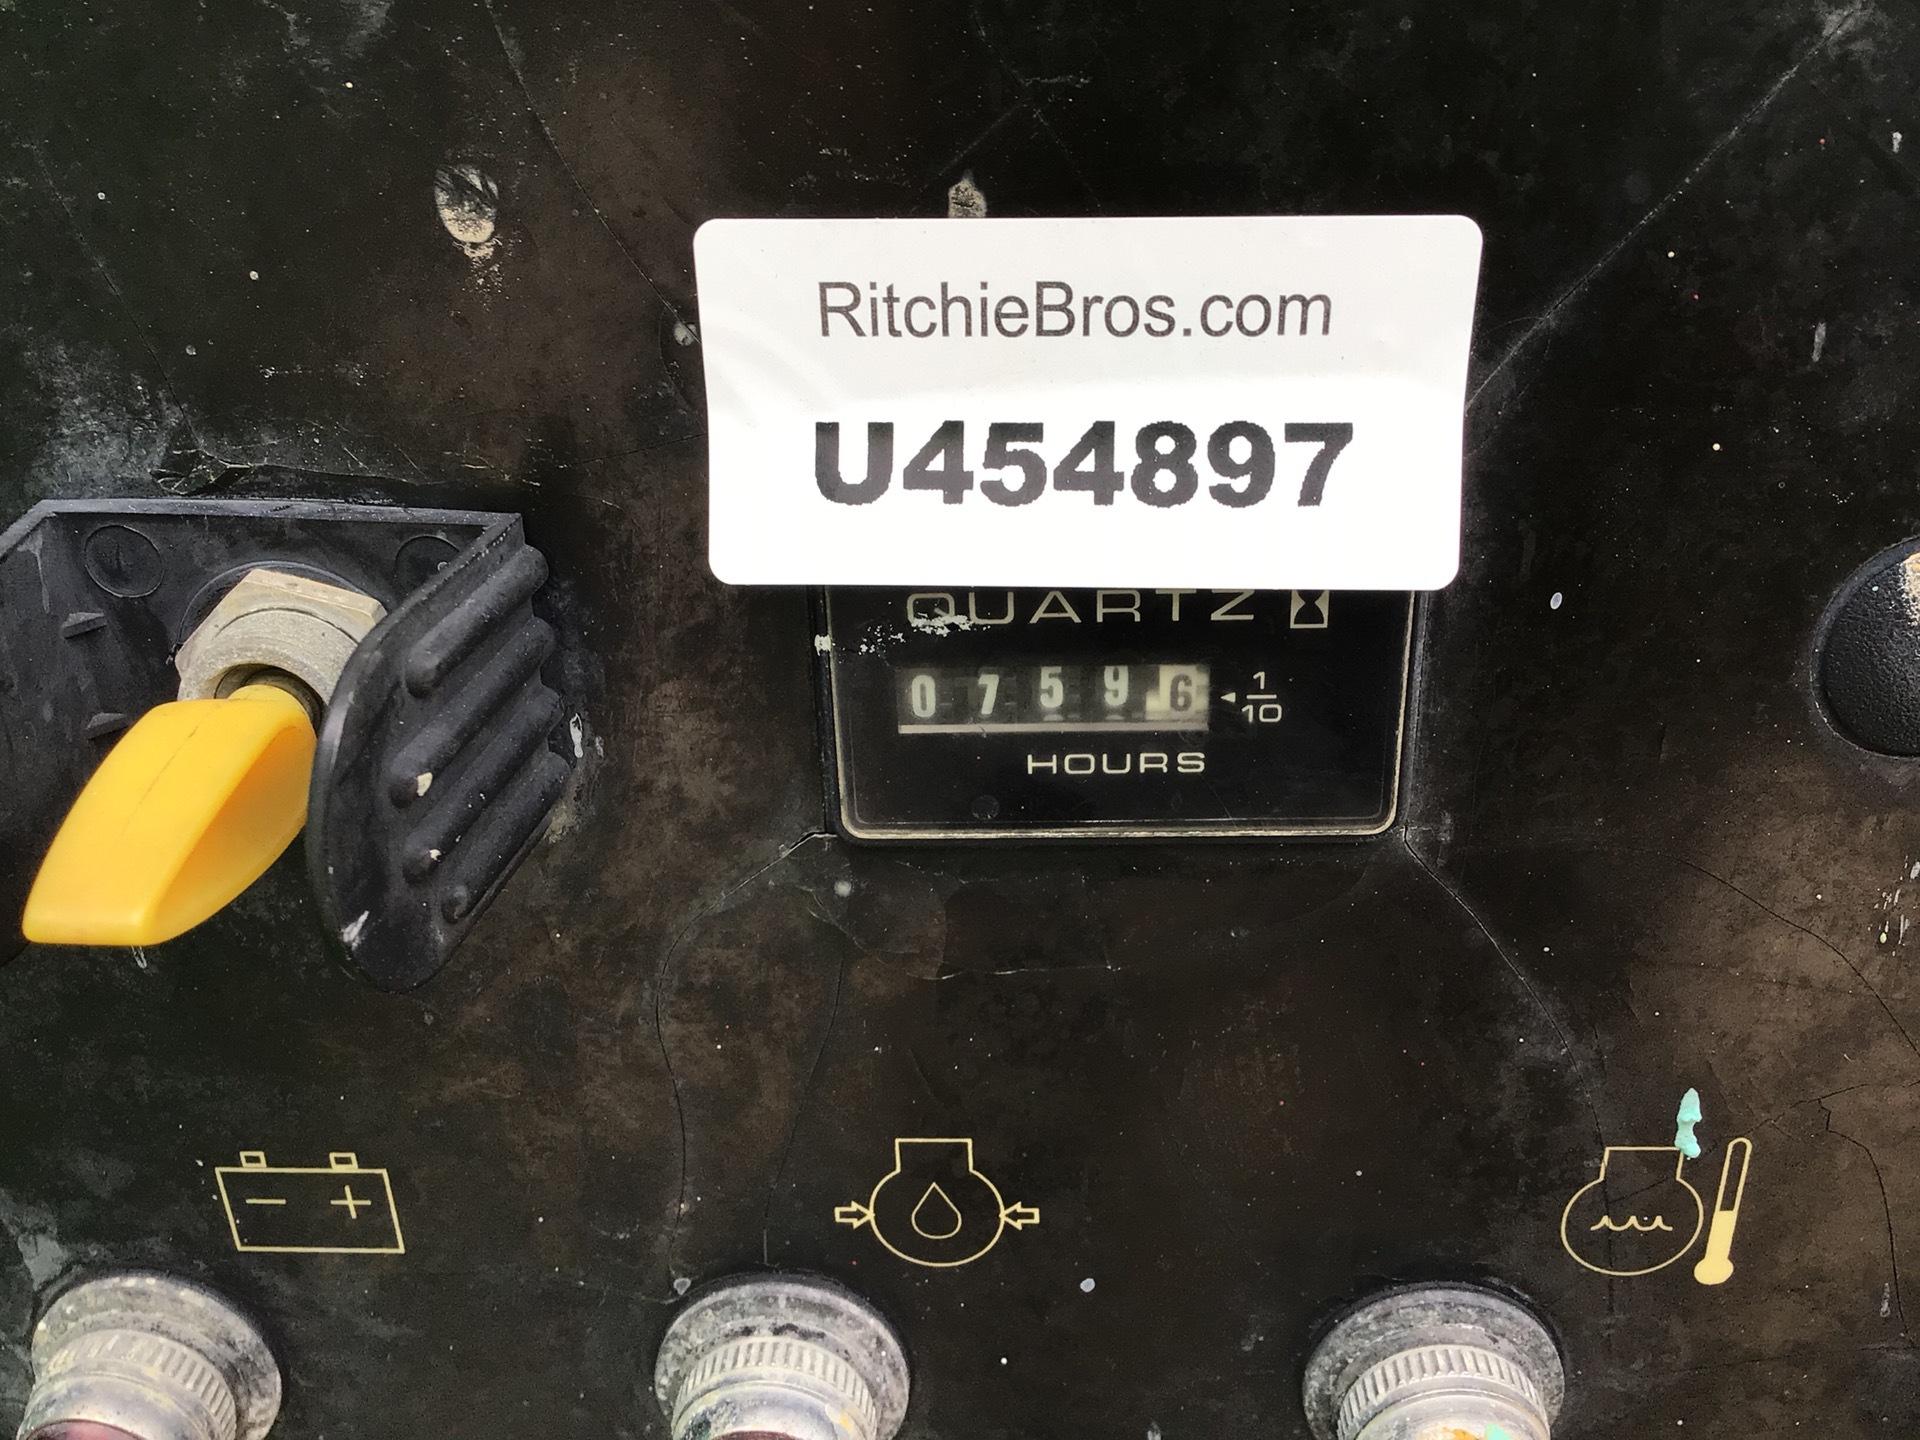 RitchieBros.com
U454897
QUARTZ
07596 1/10
HOURS